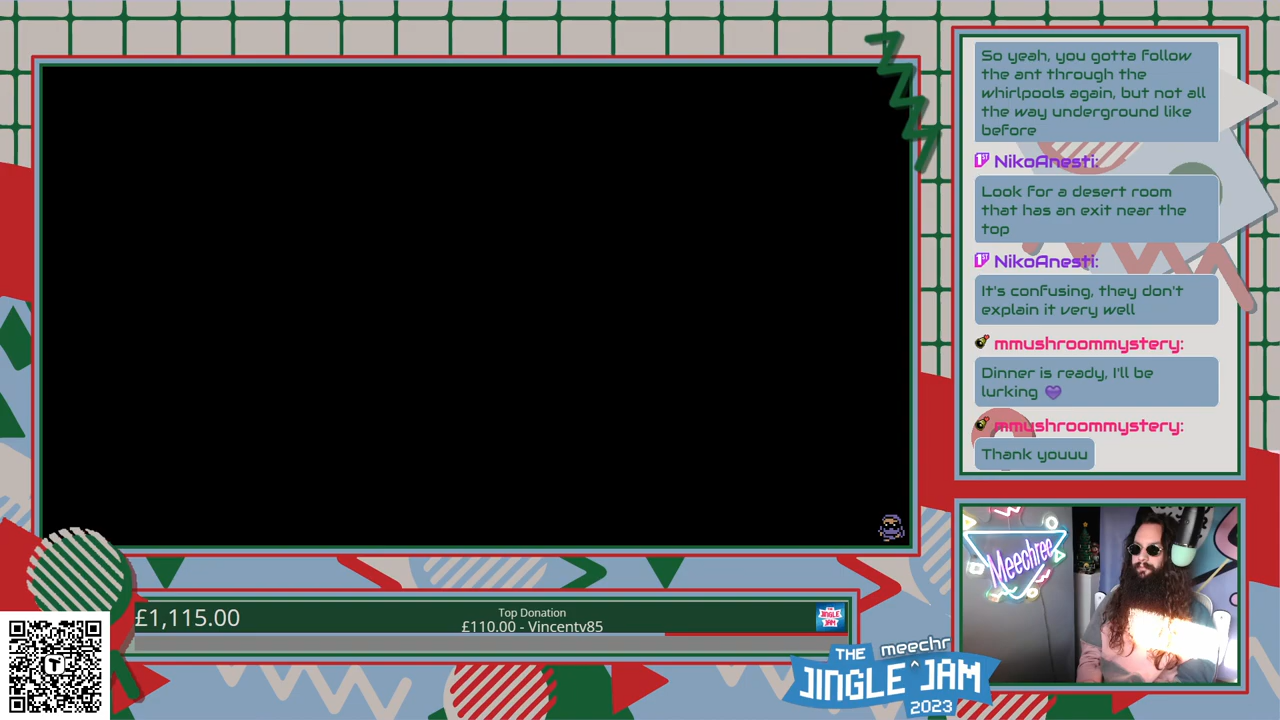 So yeah, you gotta follow
the ant through the
whirlpools again, but not all
the way underground like
before
NikoAnesti:
Look for a desert room
that has an exit near the
top
NikoAnesti:
It's confusing, they don't
explain it very well
mmushroommystery:
Dinner is ready, I'll be
lurking 💜
mmushroommystery:
Thank youuu
Meechree
£1,115.00
Top Donation
£110.00 - Vincentv85
JINGLE
JAM
THE meechr
JINGLE ^JAM
2023